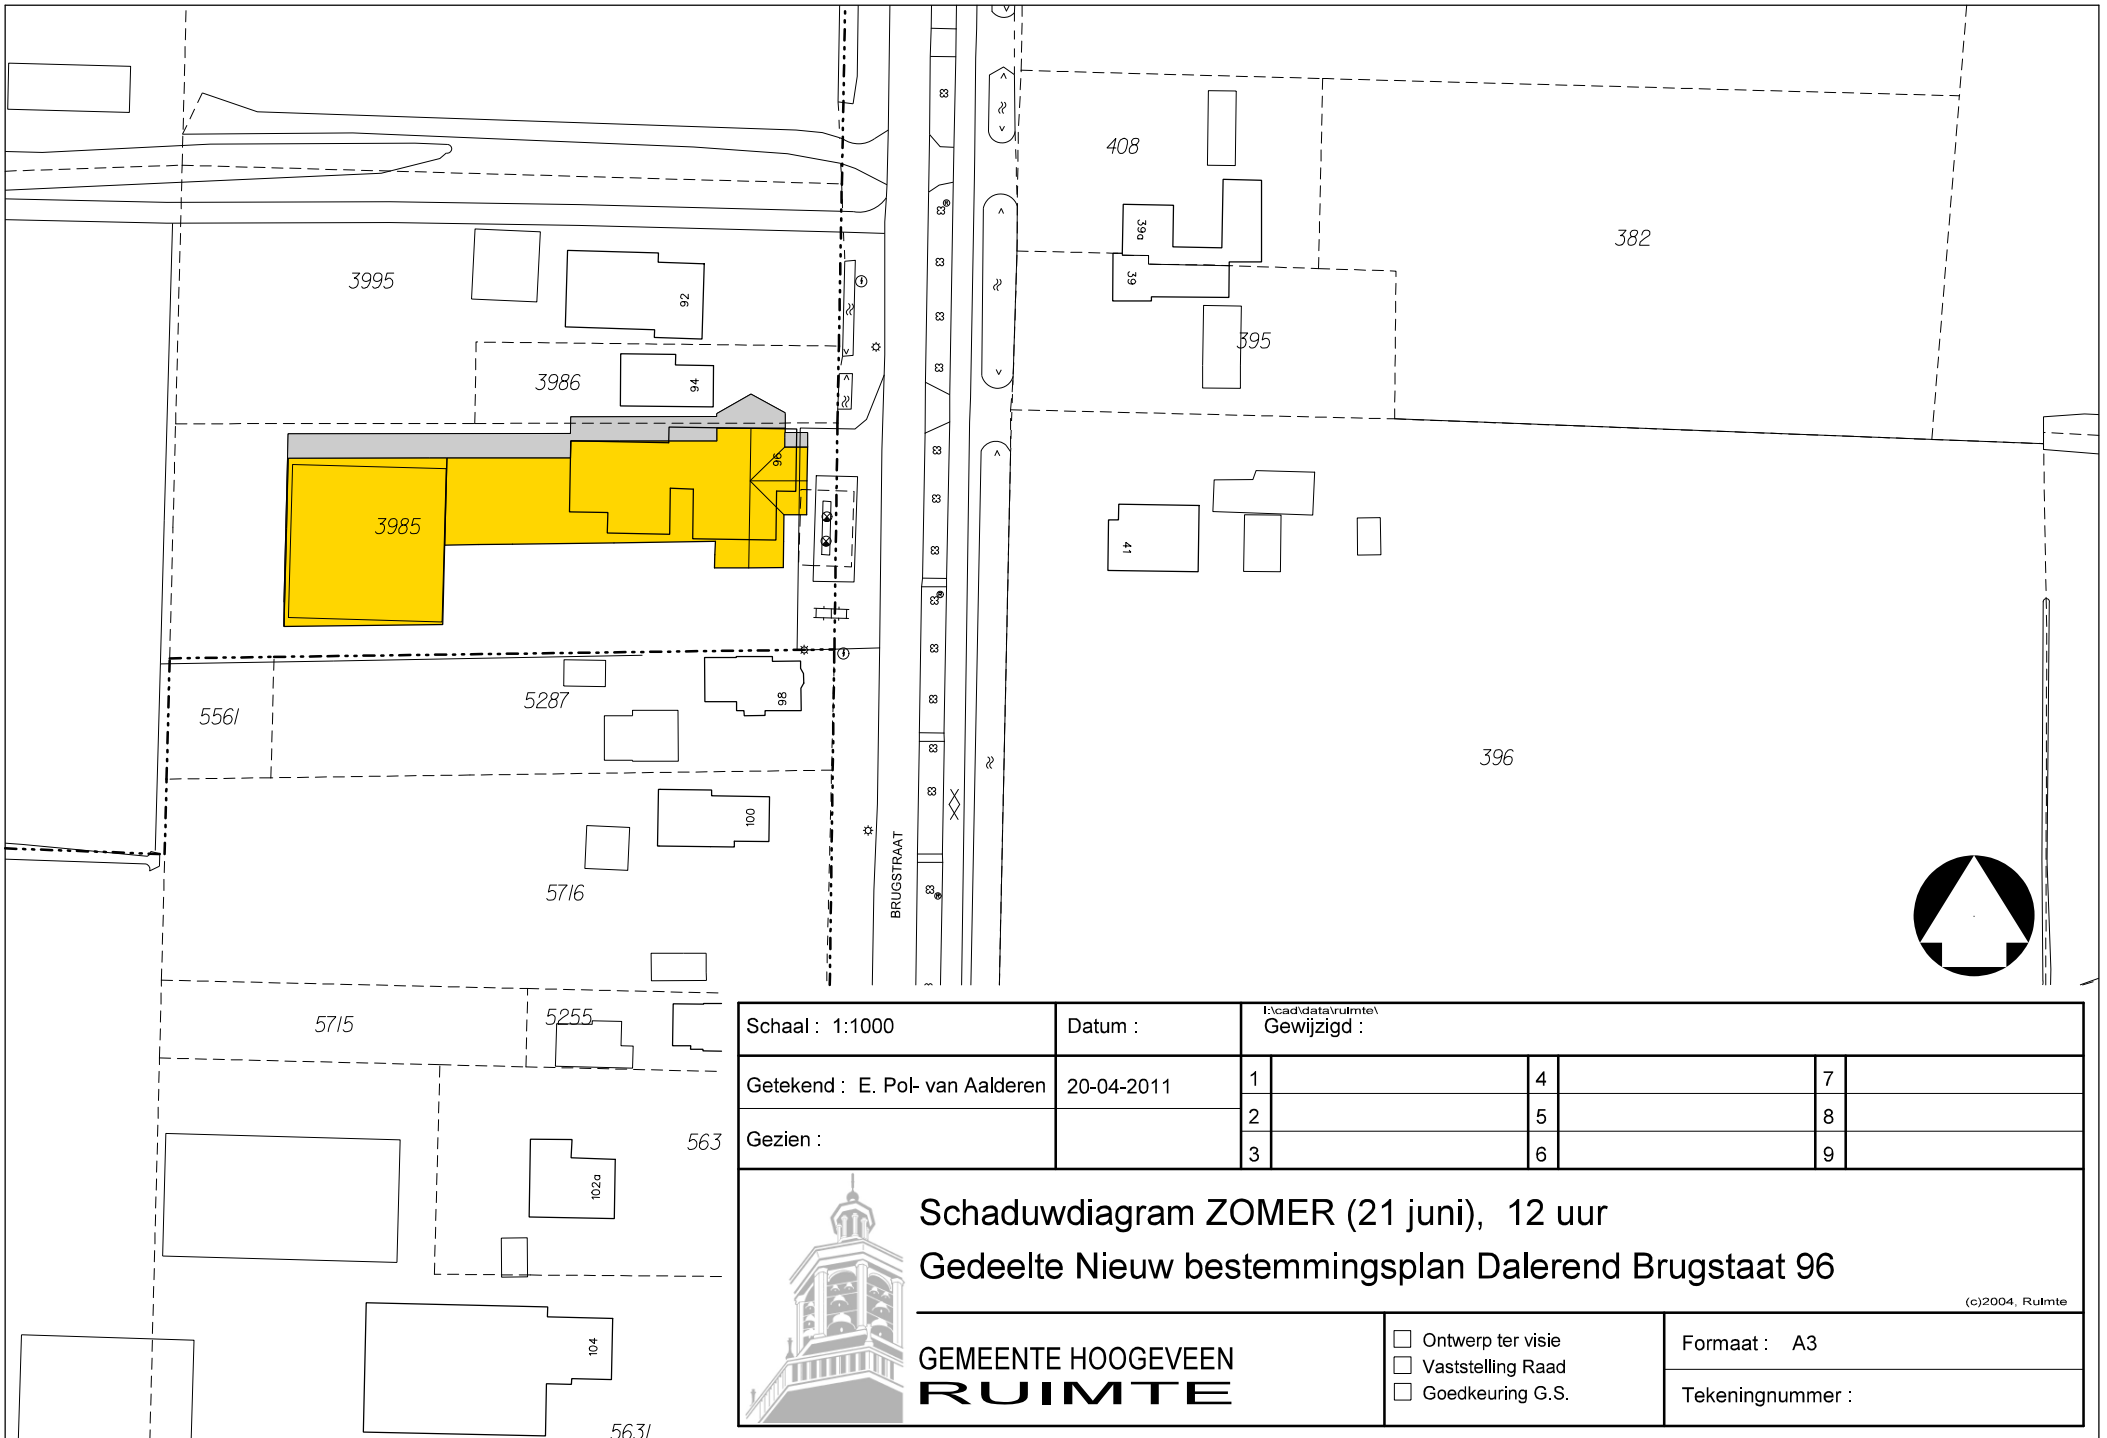 408
382
39a
39
395
3995
92
3986
94
96
3985
41
5561
5287
98
396
100
BRUGSTRAAT
5716
5715
5255
563
102a
104
5631
Schaal : 1:1000
Datum :
l:\cad\data\ruimte\
Gewijzigd :
Getekend : E. Pol- van Aalderen
20-04-2011
1 4 7
2 5 8
Gezien :
3 6 9
Schaduwdiagram ZOMER (21 juni), 12 uur
Gedeelte Nieuw bestemmingsplan Dalerend Brugstaat 96
(c)2004, Ruimte
GEMEENTE HOOGEVEEN
RUIMTE
Ontwerp ter visie
Vaststelling Raad
Goedkeuring G.S.
Formaat : A3
Tekeningnummer :